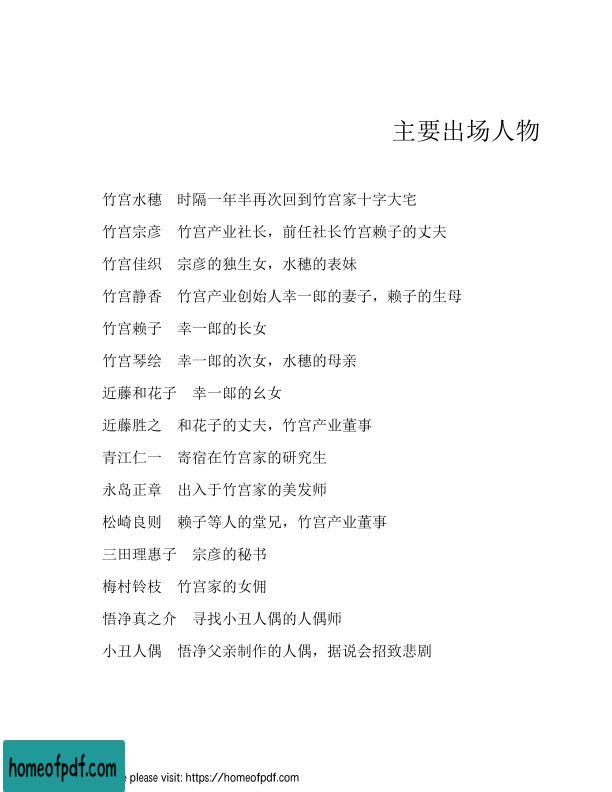 主要出场人物
竹宫水穗　时隔一年半再次回到竹宫家十字大宅
竹宫宗彦　竹宫产业社长，前任社长竹宫赖子的丈夫
竹宫佳织　宗彦的独生女，水穗的表妹
竹宫静香　竹宫产业创始人幸一郎的妻子，赖子的生母
竹宫赖子　幸一郎的长女
竹宫琴绘　幸一郎的次女，水穗的母亲
近藤和花子　幸一郎的幺女
近藤胜之　和花子的丈夫，竹宫产业董事
青江仁一　寄宿在竹宫家的研究生
永岛正章　出入于竹宫家的美发师
松崎良则　赖子等人的堂兄，竹宫产业董事
三田理惠子　宗彦的秘书
梅村铃枝　竹宫家的女佣
悟净真之介　寻找小丑人偶的人偶师
小丑人偶　悟净父亲制作的人偶，据说会招致悲剧
homeofpdf.com
please visit: https://homeofpdf.com